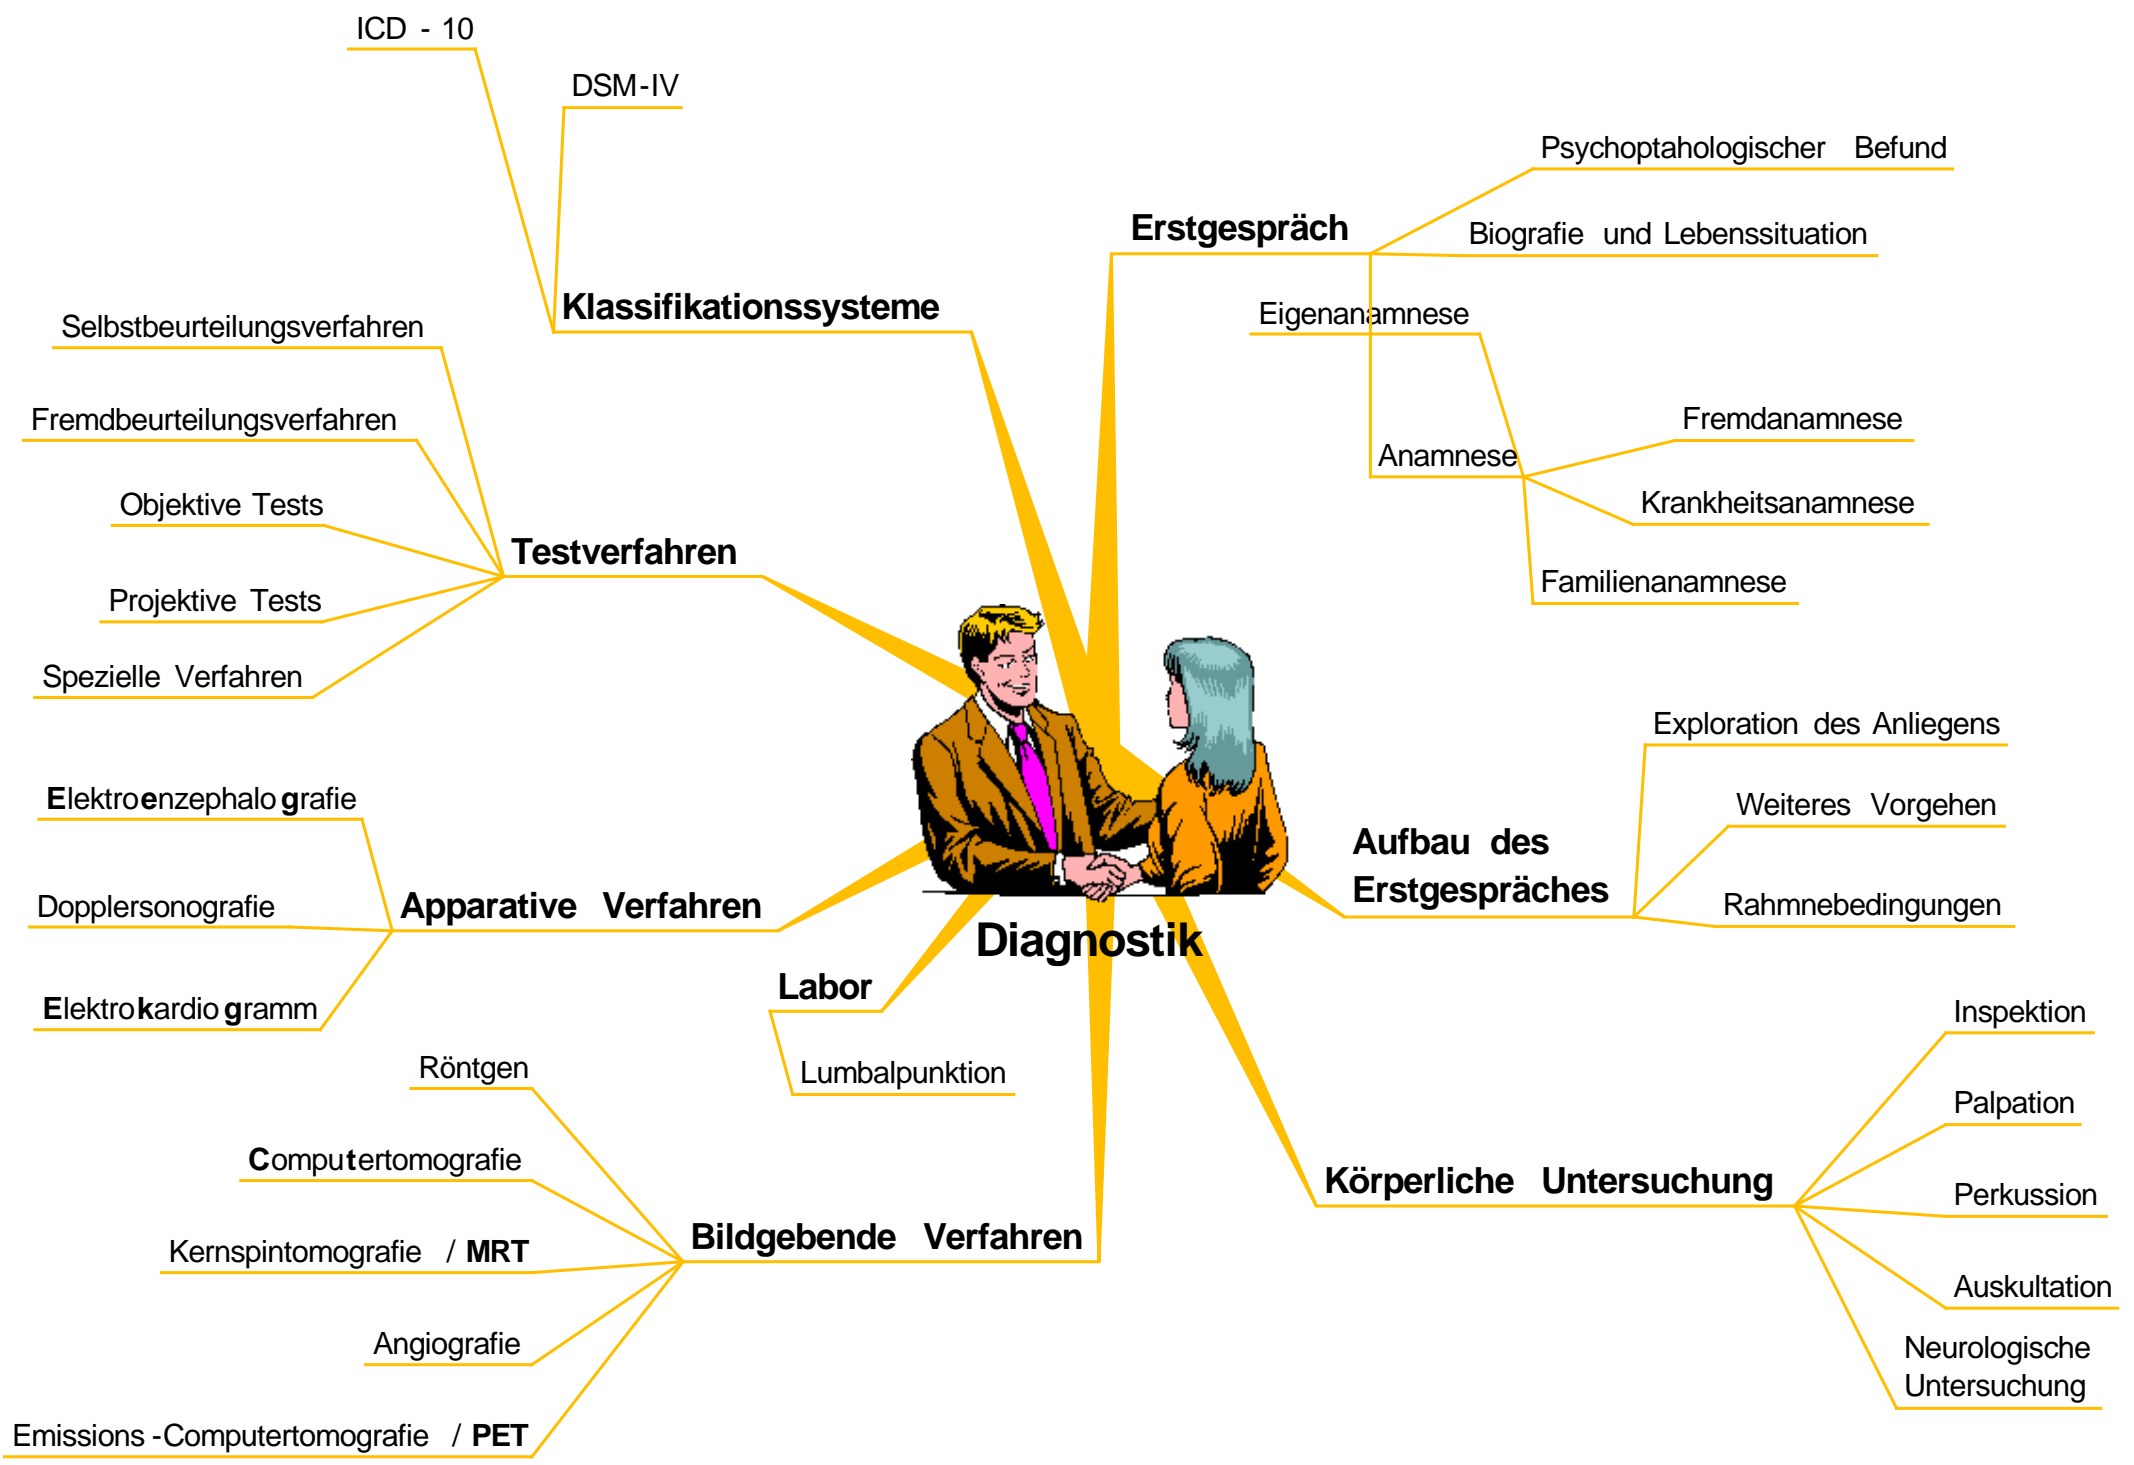 ICD - 10
DSM-IV
Klassifikationssysteme
Selbstbeurteilungsverfahren
Fremdbeurteilungsverfahren
Objektive Tests
Projektive Tests
Spezielle Verfahren
Testverfahren
Elektroenzephalografie
Dopplersonografie
Elektrokardiogramm
Apparative Verfahren
Labor
Lumbalpunktion
Röntgen
Computertomografie
Kernspintomografie / MRT
Angiografie
Emissions-Computertomografie / PET
Bildgebende Verfahren
Diagnostik
Erstgespräch
Psychoptahologischer Befund
Biografie und Lebenssituation
Eigenanamnese
Anamnese
Fremdanamnese
Krankheitsanamnese
Familienanamnese
Aufbau des
Erstgespräches
Exploration des Anliegens
Weiteres Vorgehen
Rahmnebedingungen
Körperliche Untersuchung
Inspektion
Palpation
Perkussion
Auskultation
Neurologische
Untersuchung